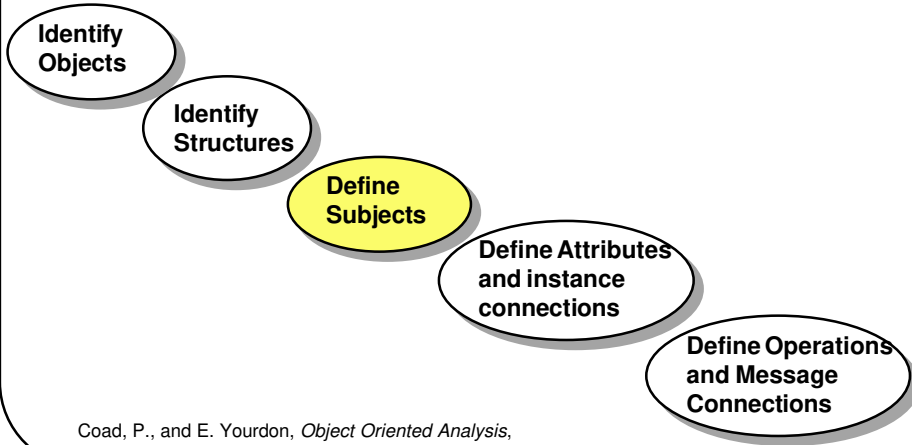 Identify
Objects
Identify
Structures
Define
Subjects
Define Attributes
and instance
connections
Define Operations
and Message
Connections
Coad, P., and E. Yourdon, Object Oriented Analysis,